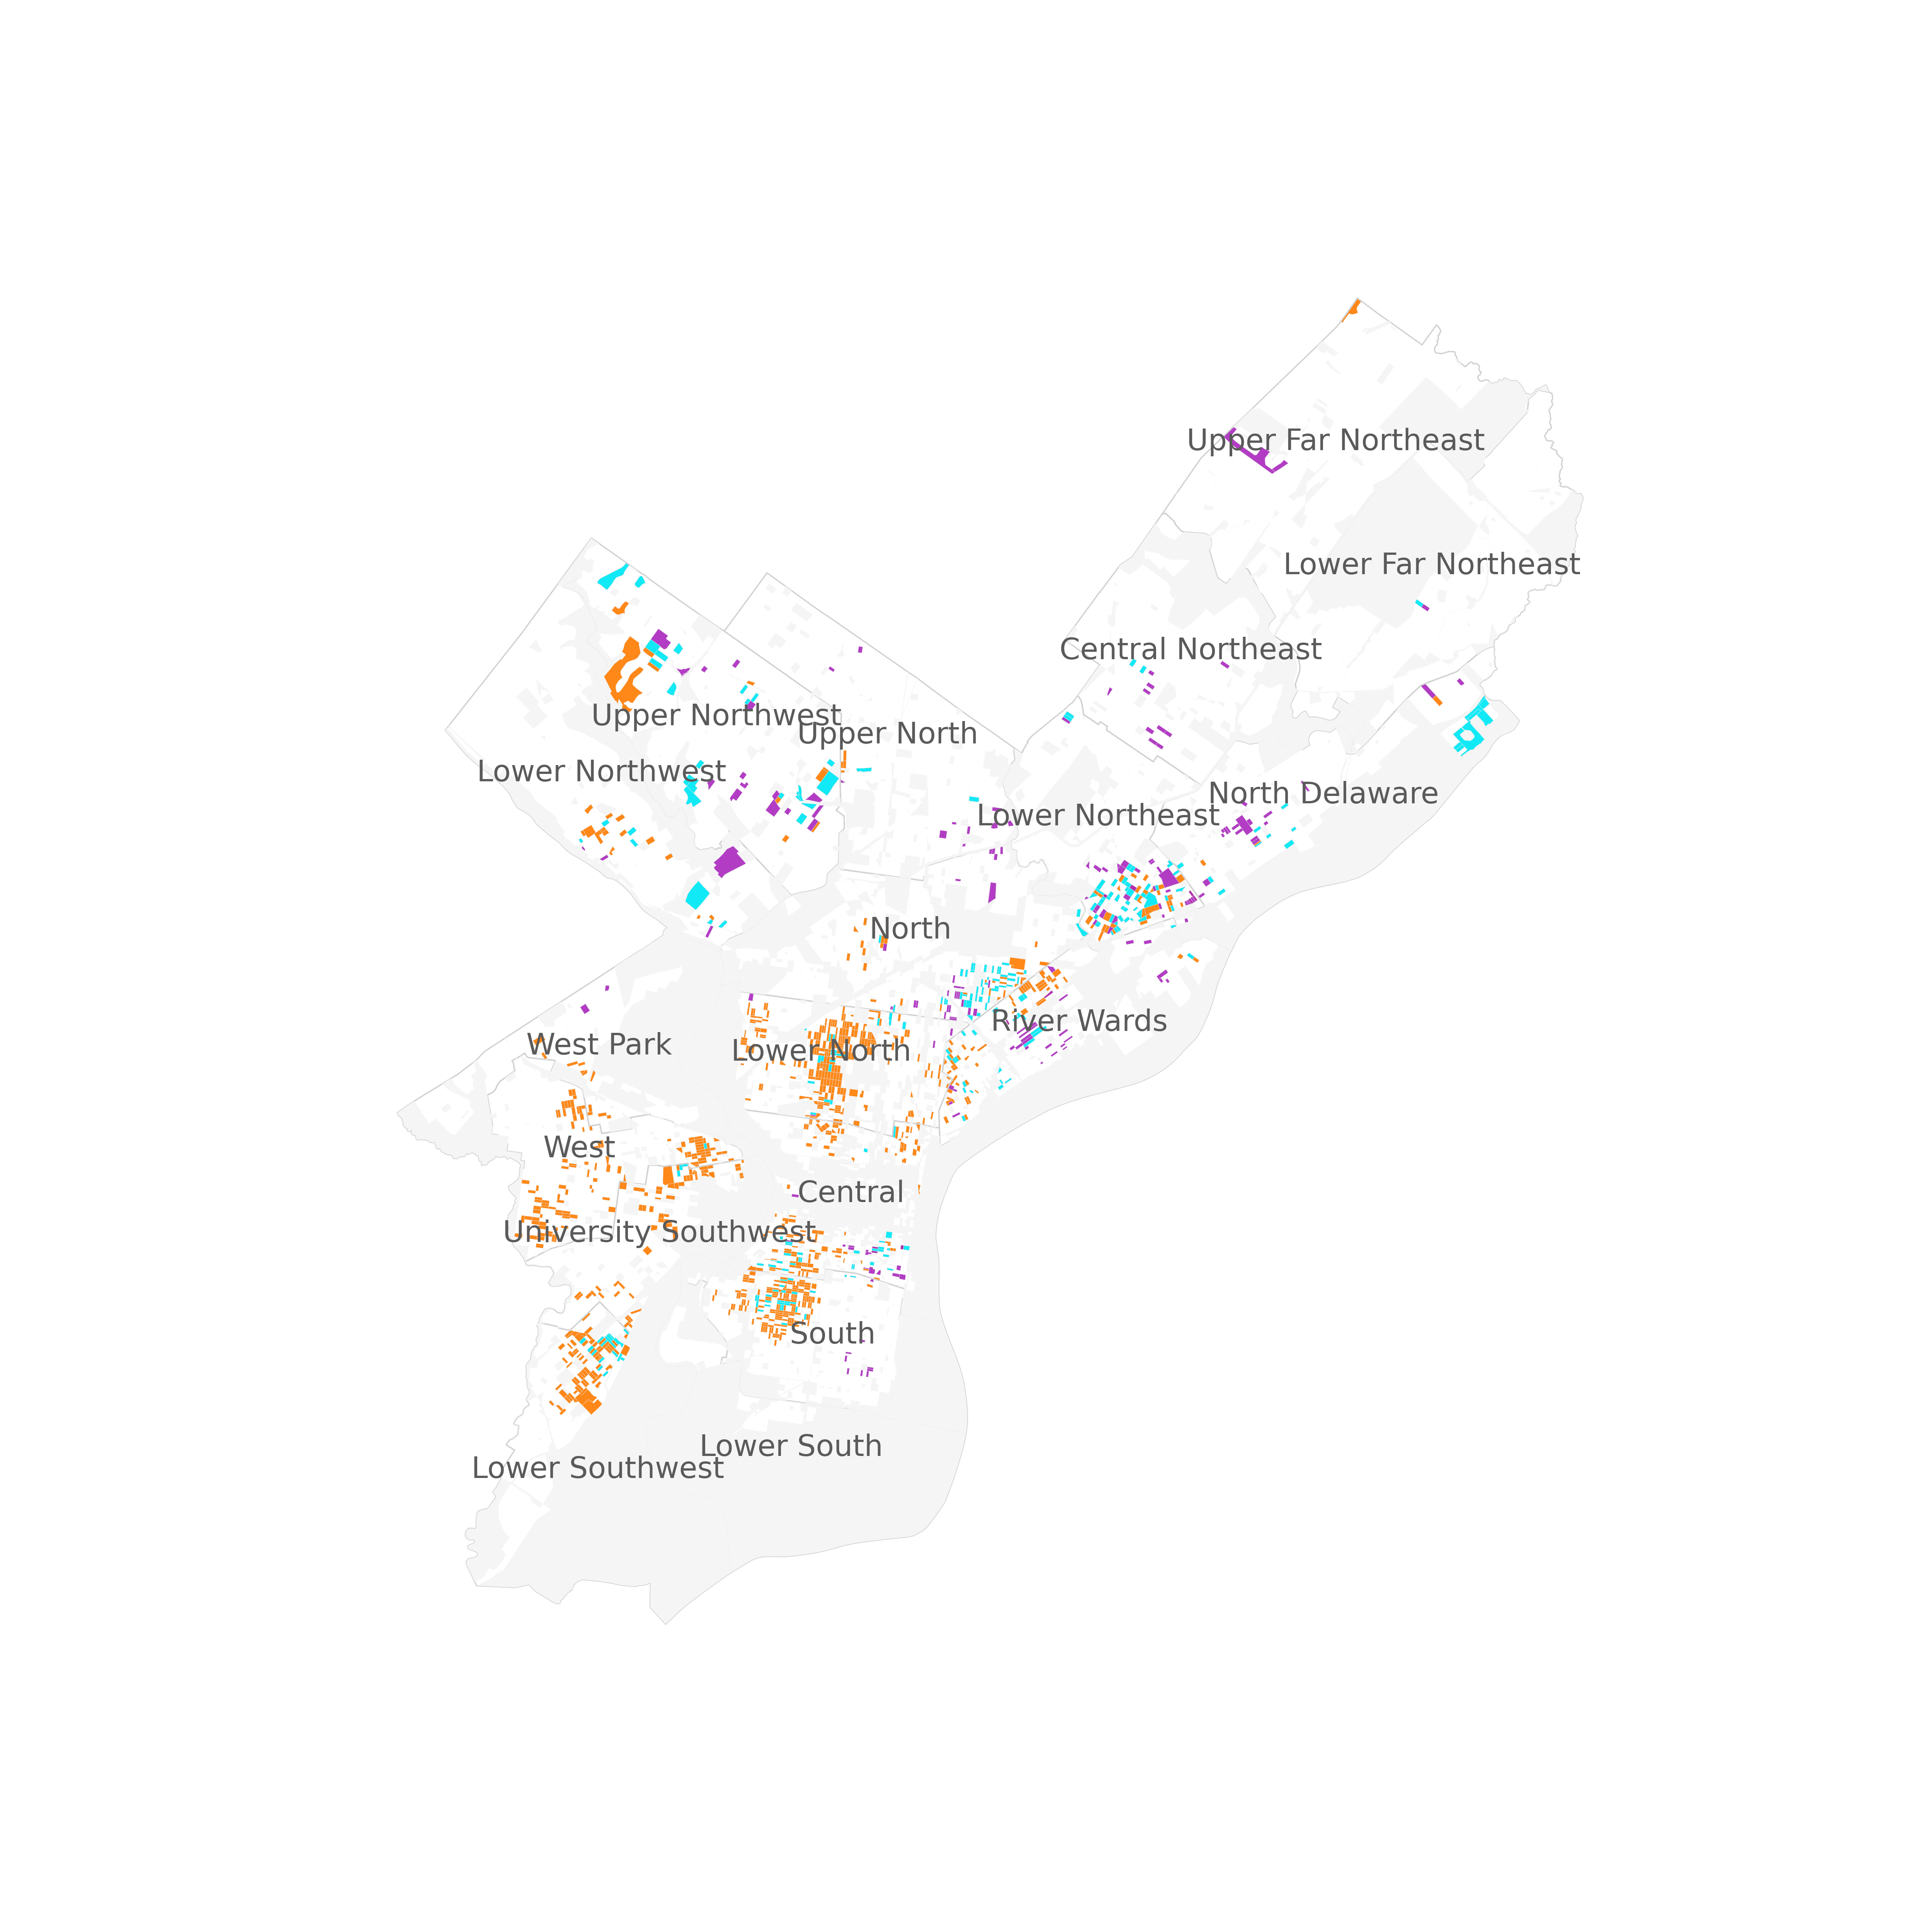 Upper Far Northeast
Lower Far Northeast
Central Northeast
Upper Northwest
Upper North
Lower Northwest
North Delaware
Lower Northeast
North
River Wards
West Park
Lower North
West
Central
University Southwest
South
Lower South
Lower Southwest